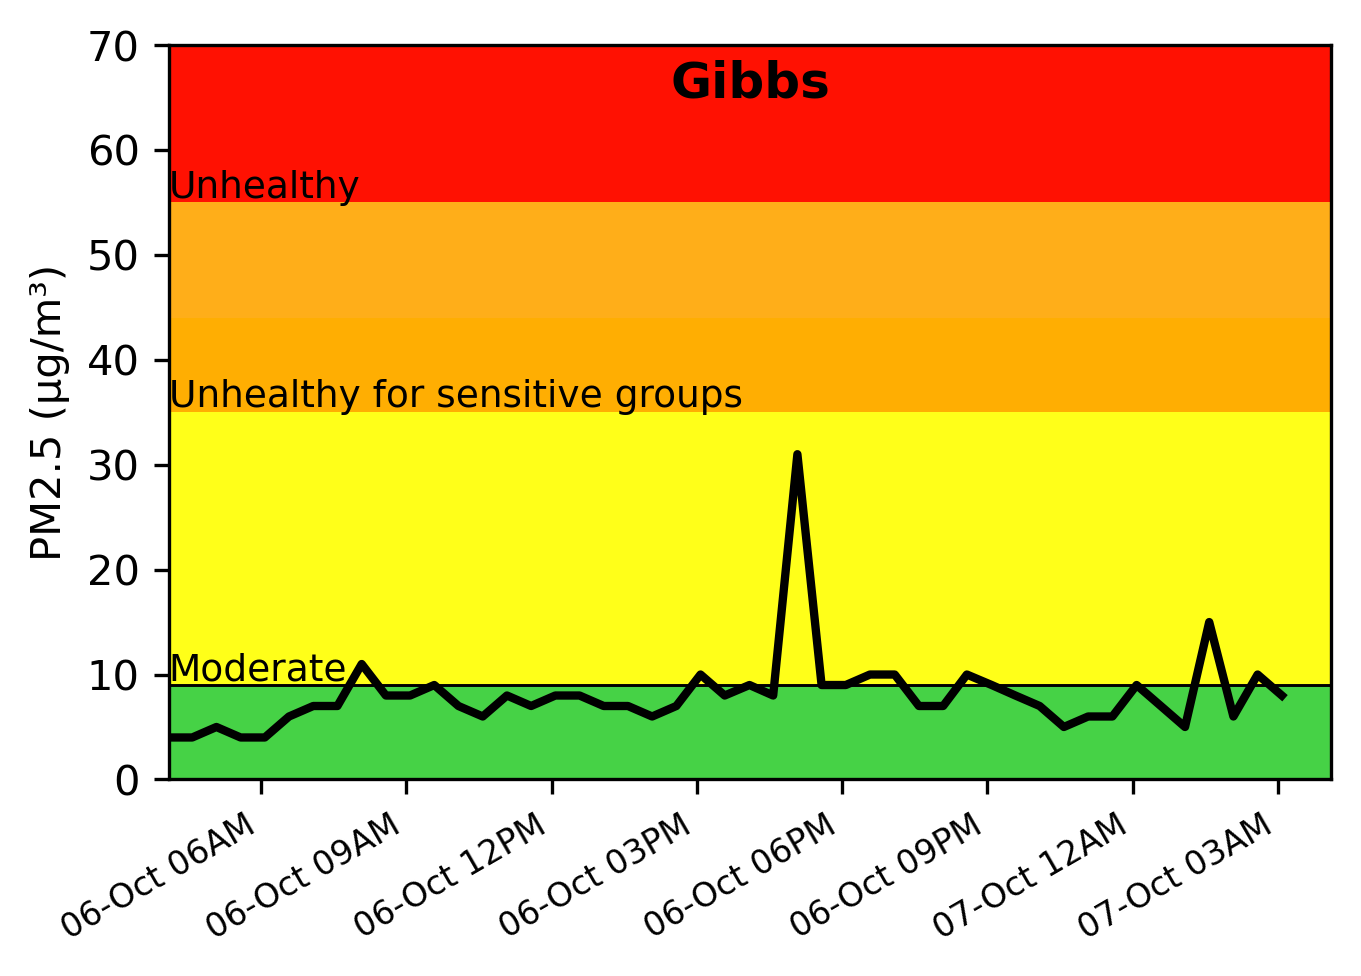 Gibbs
70
60
50
40
30
20
10
0
PM2.5 (µg/m³)
Unhealthy
Unhealthy for sensitive groups
Moderate
06-Oct 06AM
06-Oct 09AM
06-Oct 12PM
06-Oct 03PM
06-Oct 06PM
06-Oct 09PM
07-Oct 12AM
07-Oct 03AM